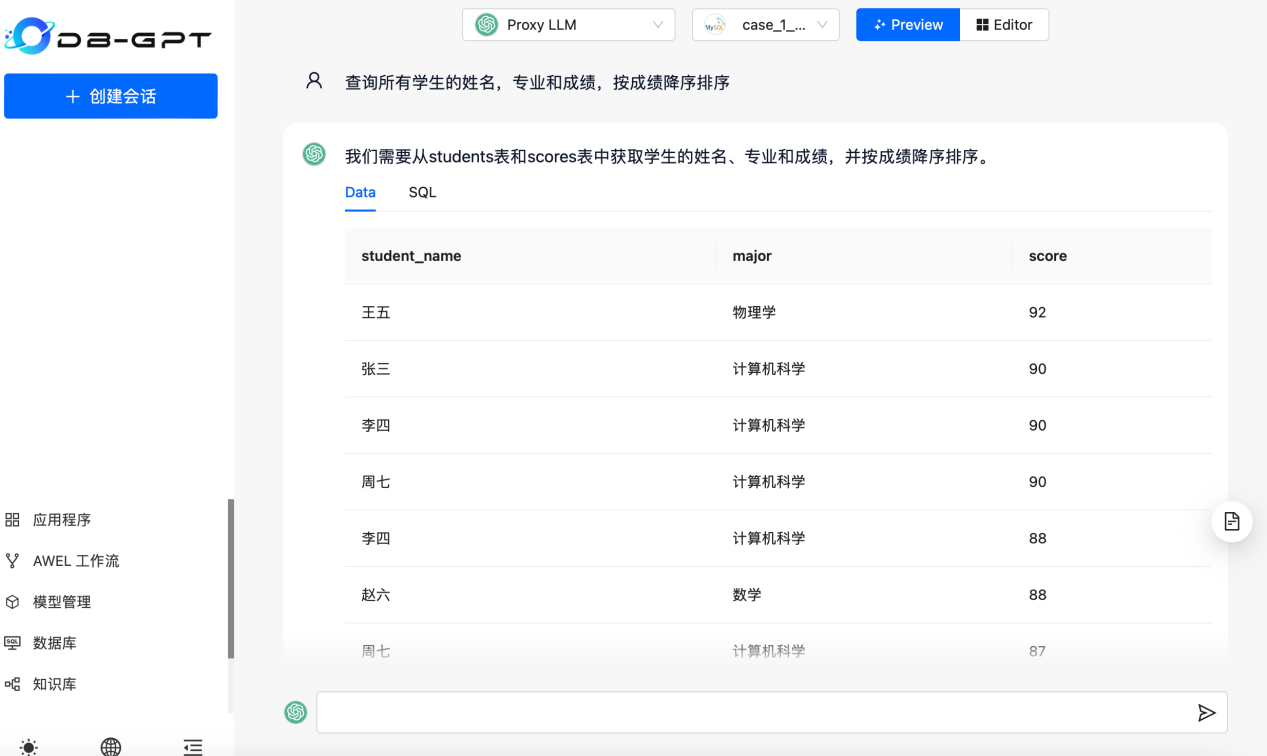 DB-GPT
Proxy LLM
MySQL
case_1_...
Preview
Editor
创建会话
查询所有学生的姓名，专业和成绩，按成绩降序排序
我们需要从students表和scores表中获取学生的姓名、专业和成绩，并按成绩降序排序。
Data SQL
student_name major score
王五 物理学 92
张三 计算机科学 90
李四 计算机科学 90
周七 计算机科学 90
李四 计算机科学 88
赵六 数学 88
周七 计算机科学 87
应用程序
AWEL 工作流
模型管理
SQL 数据库
知识库